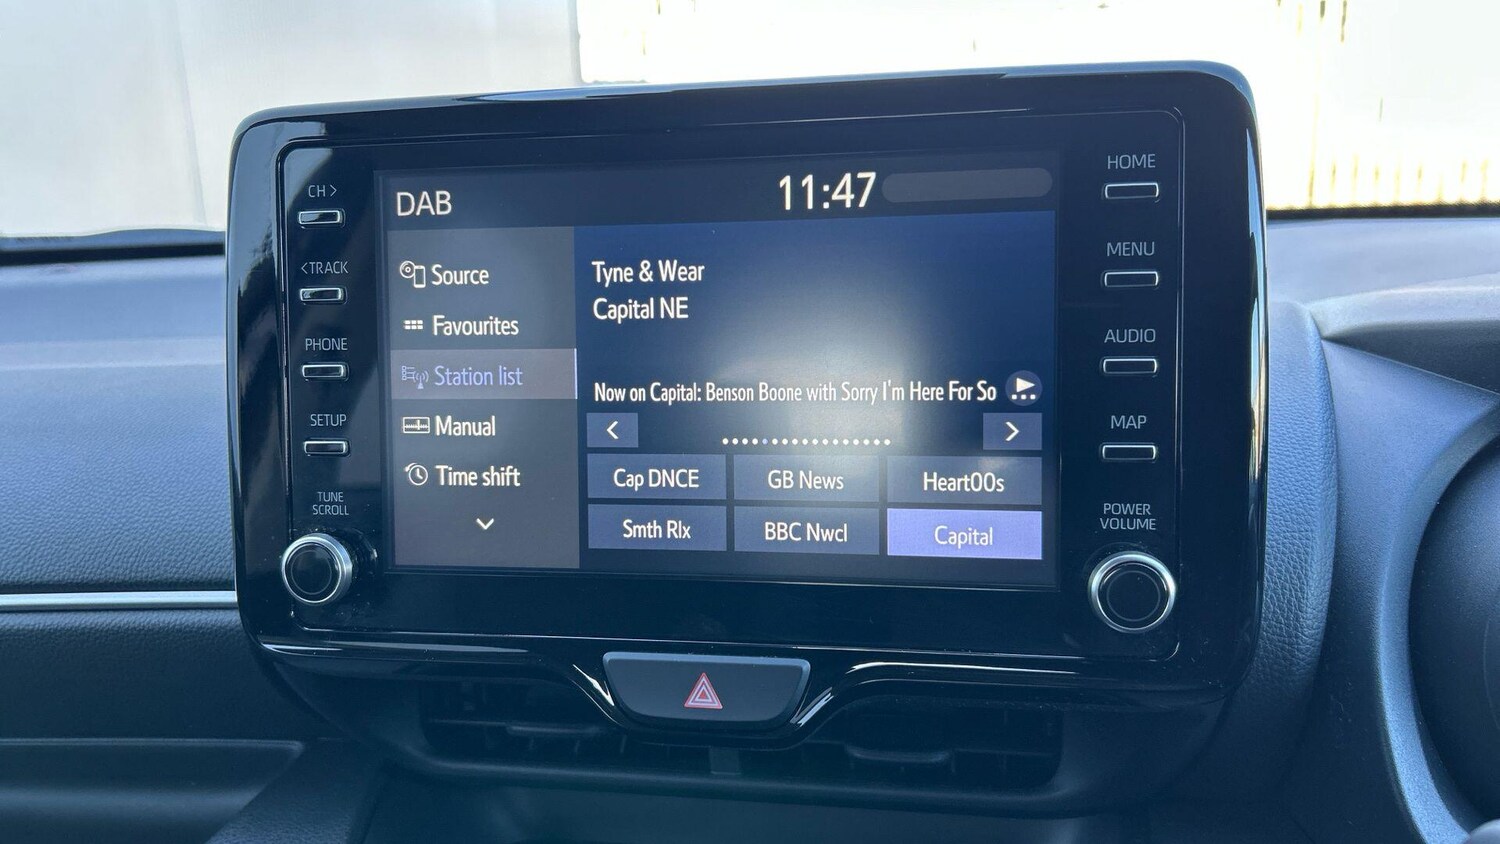 CH >
<TRACK
PHONE
SETUP
TUNE
SCROLL
DAB
11:47
Source
Favourites
Station list
Manual
Time shift
Tyne & Wear
Capital NE
Now on Capital: Benson Boone with Sorry I'm Here For So
Cap DNCE GB News Heart00s
Smth Rlx BBC Nwcl Capital
HOME
MENU
AUDIO
MAP
POWER
VOLUME